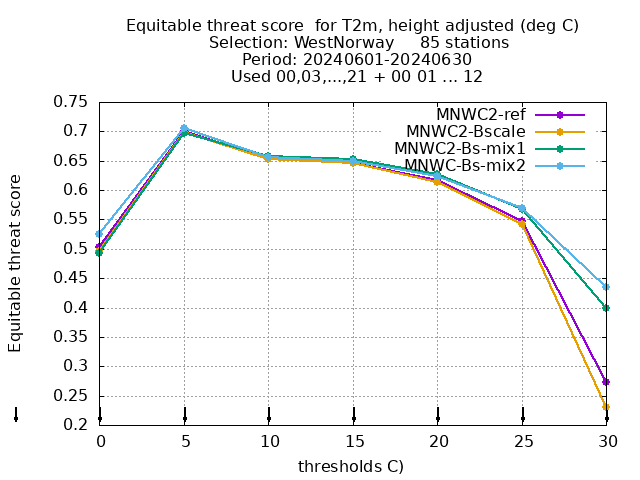 Equitable threat score  for T2m, height adjusted (deg C)
Selection: WestNorway     85 stations
Period: 20240601-20240630
Used 00,03,...,21 + 00 01 ... 12
MNWC2-ref
MNWC2-Bscale
MNWC2-Bs-mix1
MNWC-Bs-mix2
Equitable threat score
0.75
0.7
0.65
0.6
0.55
0.5
0.45
0.4
0.35
0.3
0.25
0.2
0 5 10 15 20 25 30
thresholds C)